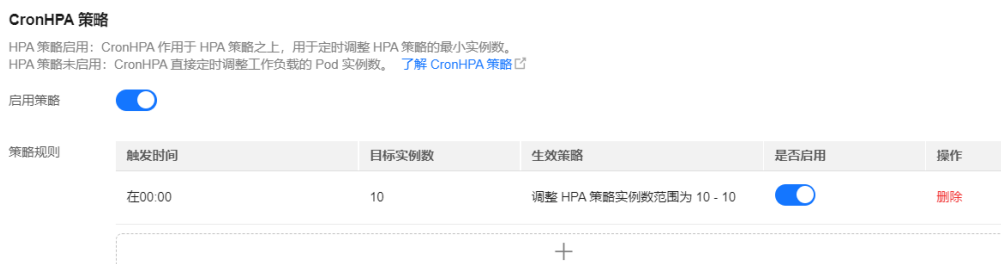 CronHPA 策略
HPA 策略启用：CronHPA 作用于 HPA 策略之上，用于定时调整 HPA 策略的最小实例数。
HPA 策略未启用：CronHPA 直接定时调整工作负载的 Pod 实例数。 了解 CronHPA 策略
启用策略
策略规则 触发时间 目标实例数 生效策略 是否启用 操作
在00:00 10 调整 HPA 策略实例数范围为 10 - 10 删除